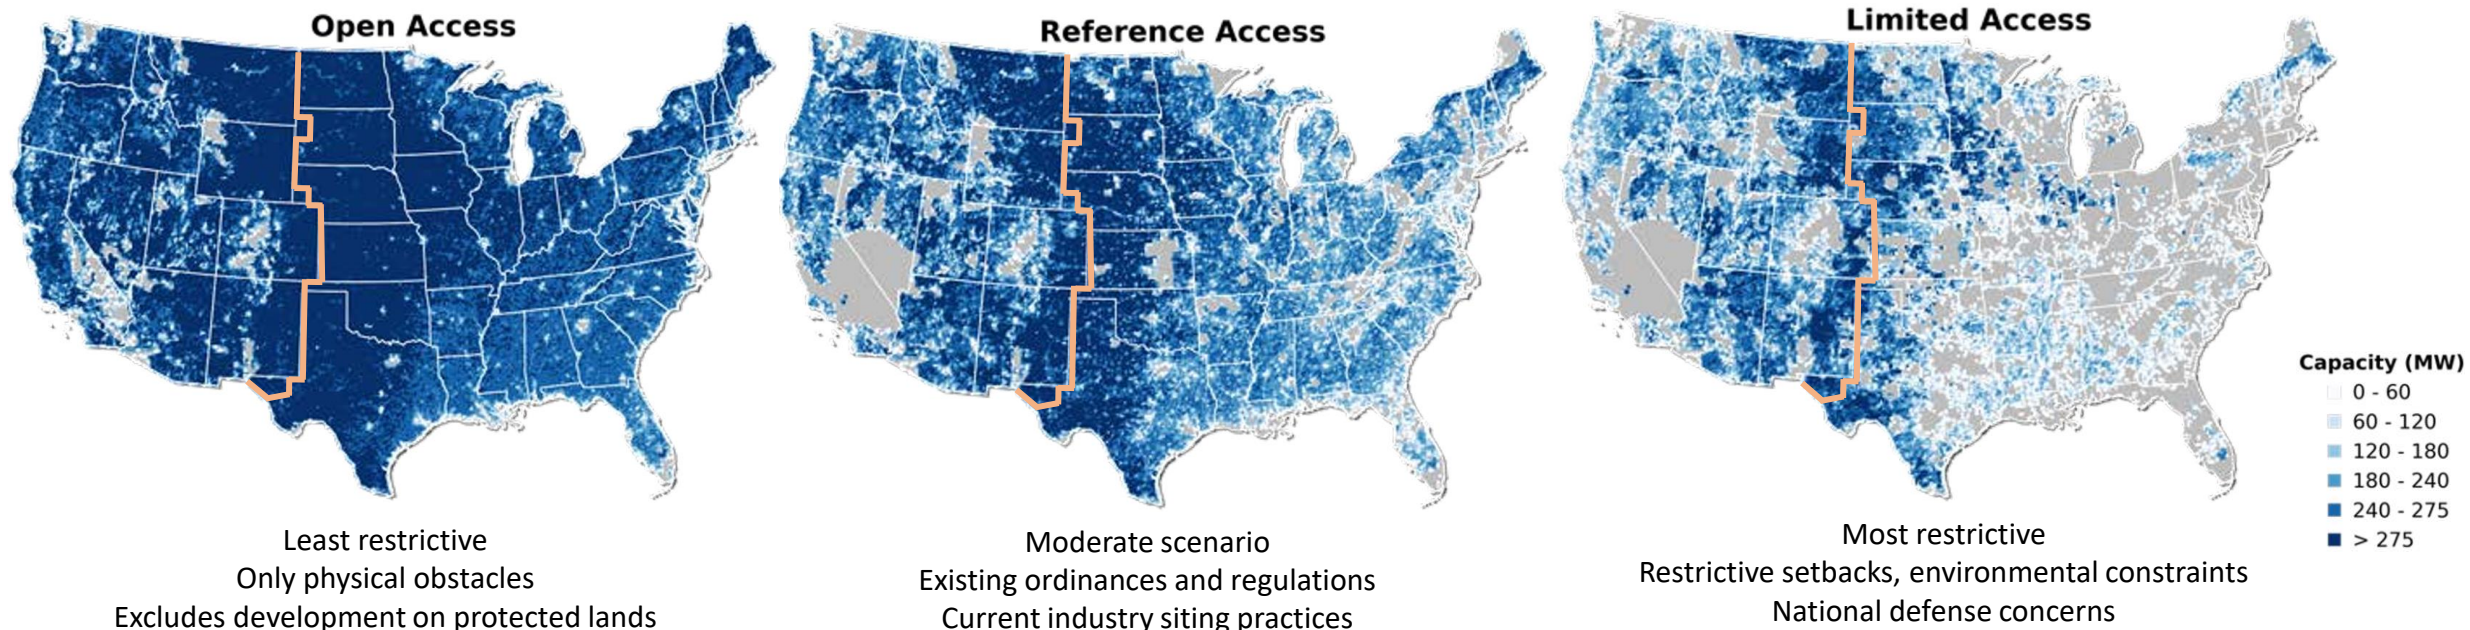 Open Access
Reference Access
Limited Access
Capacity (MW)
0 - 60
60 - 120
120 - 180
180 - 240
240 - 275
> 275
Least restrictive
Only physical obstacles
Excludes development on protected lands
Moderate scenario
Existing ordinances and regulations
Current industry siting practices
Most restrictive
Restrictive setbacks, environmental constraints
National defense concerns